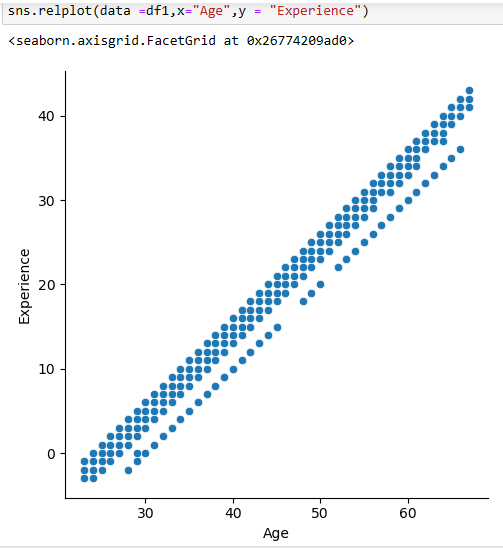 sns.relplot(data =df1,x="Age",y = "Experience")
<seaborn.axisgrid.FacetGrid at 0x26774209ad0>
40
30
20
10
0
Experience
30 40 50 60
Age